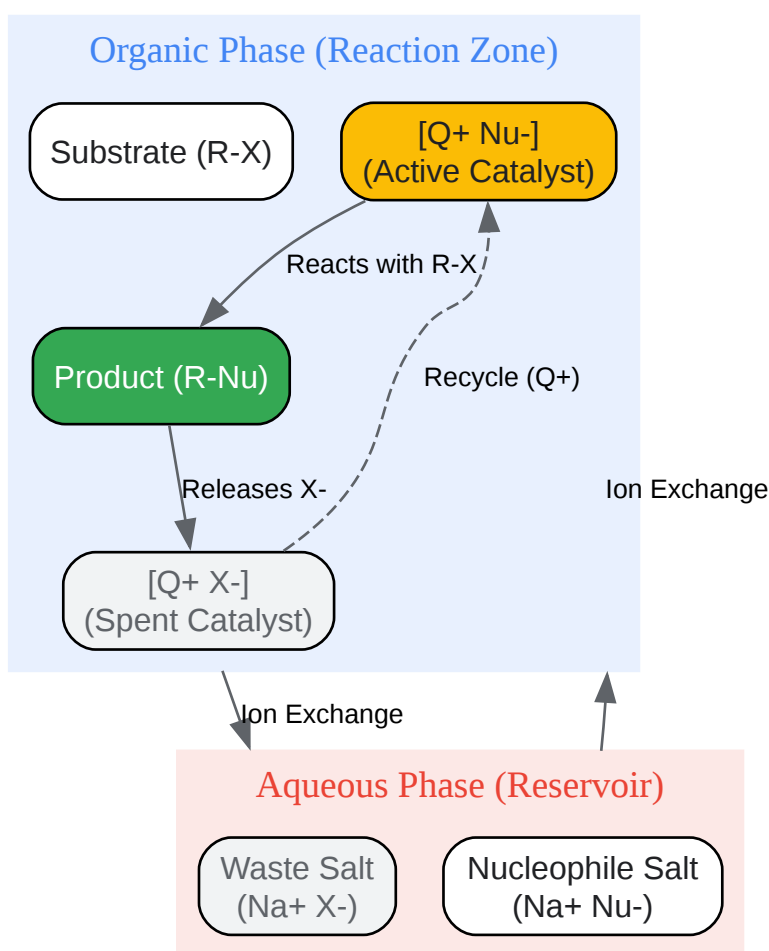 Organic Phase (Reaction Zone)
Substrate (R-X)
[Q+ Nu-]
(Active Catalyst)
Reacts with R-X
Product (R-Nu)
Recycle (Q+)
Releases X-
Ion Exchange
[Q+ X-]
(Spent Catalyst)
Ion Exchange
Aqueous Phase (Reservoir)
Waste Salt
(Na+ X-)
Nucleophile Salt
(Na+ Nu-)